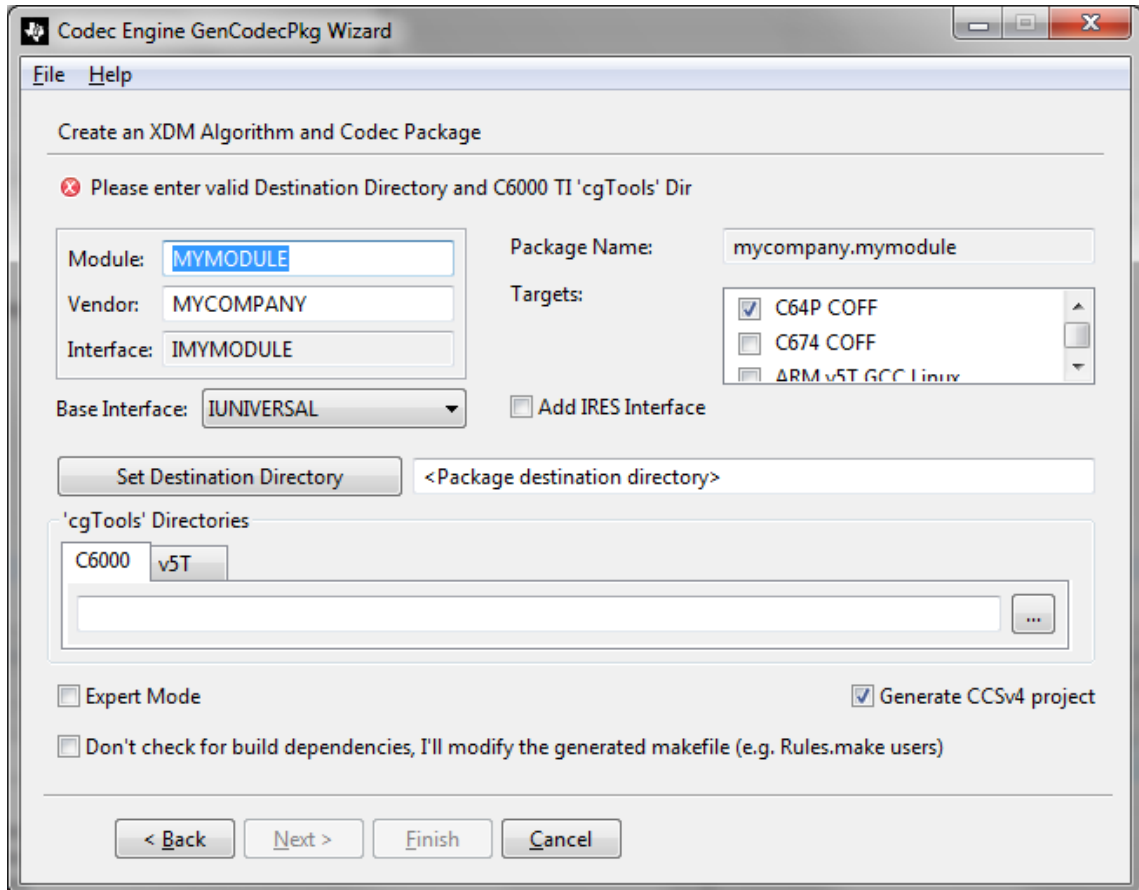 Codec Engine GenCodecPkg Wizard
File Help
Create an XDM Algorithm and Codec Package
Please enter valid Destination Directory and C6000 TI 'cgTools' Dir
Module: MYMODULE
Vendor: MYCOMPANY
Interface: IMYMODULE
Package Name: mycompany.mymodule
Targets:
C64P COFF
C674 COFF
ARM v5T GCC Linux
Base Interface: IUNIVERSAL
Add IRES Interface
Set Destination Directory <Package destination directory>
'cgTools' Directories
C6000 v5T
...
Expert Mode
Generate CCSv4 project
Don't check for build dependencies, I'll modify the generated makefile (e.g. Rules.make users)
< Back Next > Finish Cancel